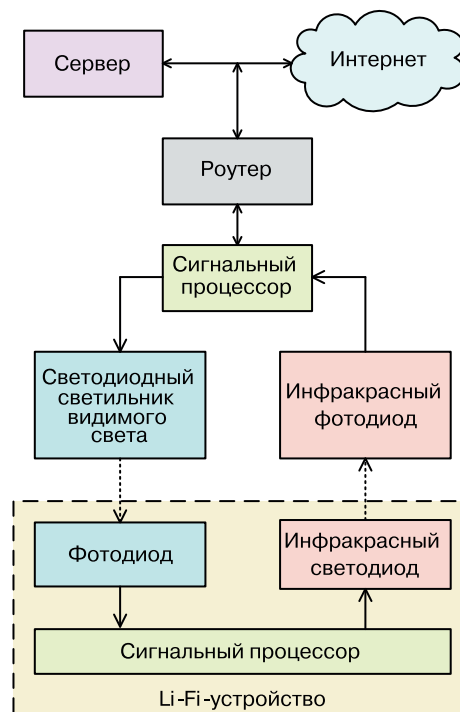 Сервер
Интернет
Роутер
Сигнальный
процессор
Светодиодный
светильник
видимого
света
Инфракрасный
фотодиод
Фотодиод
Инфракрасный
светодиод
Сигнальный процессор
Li-Fi-устройство